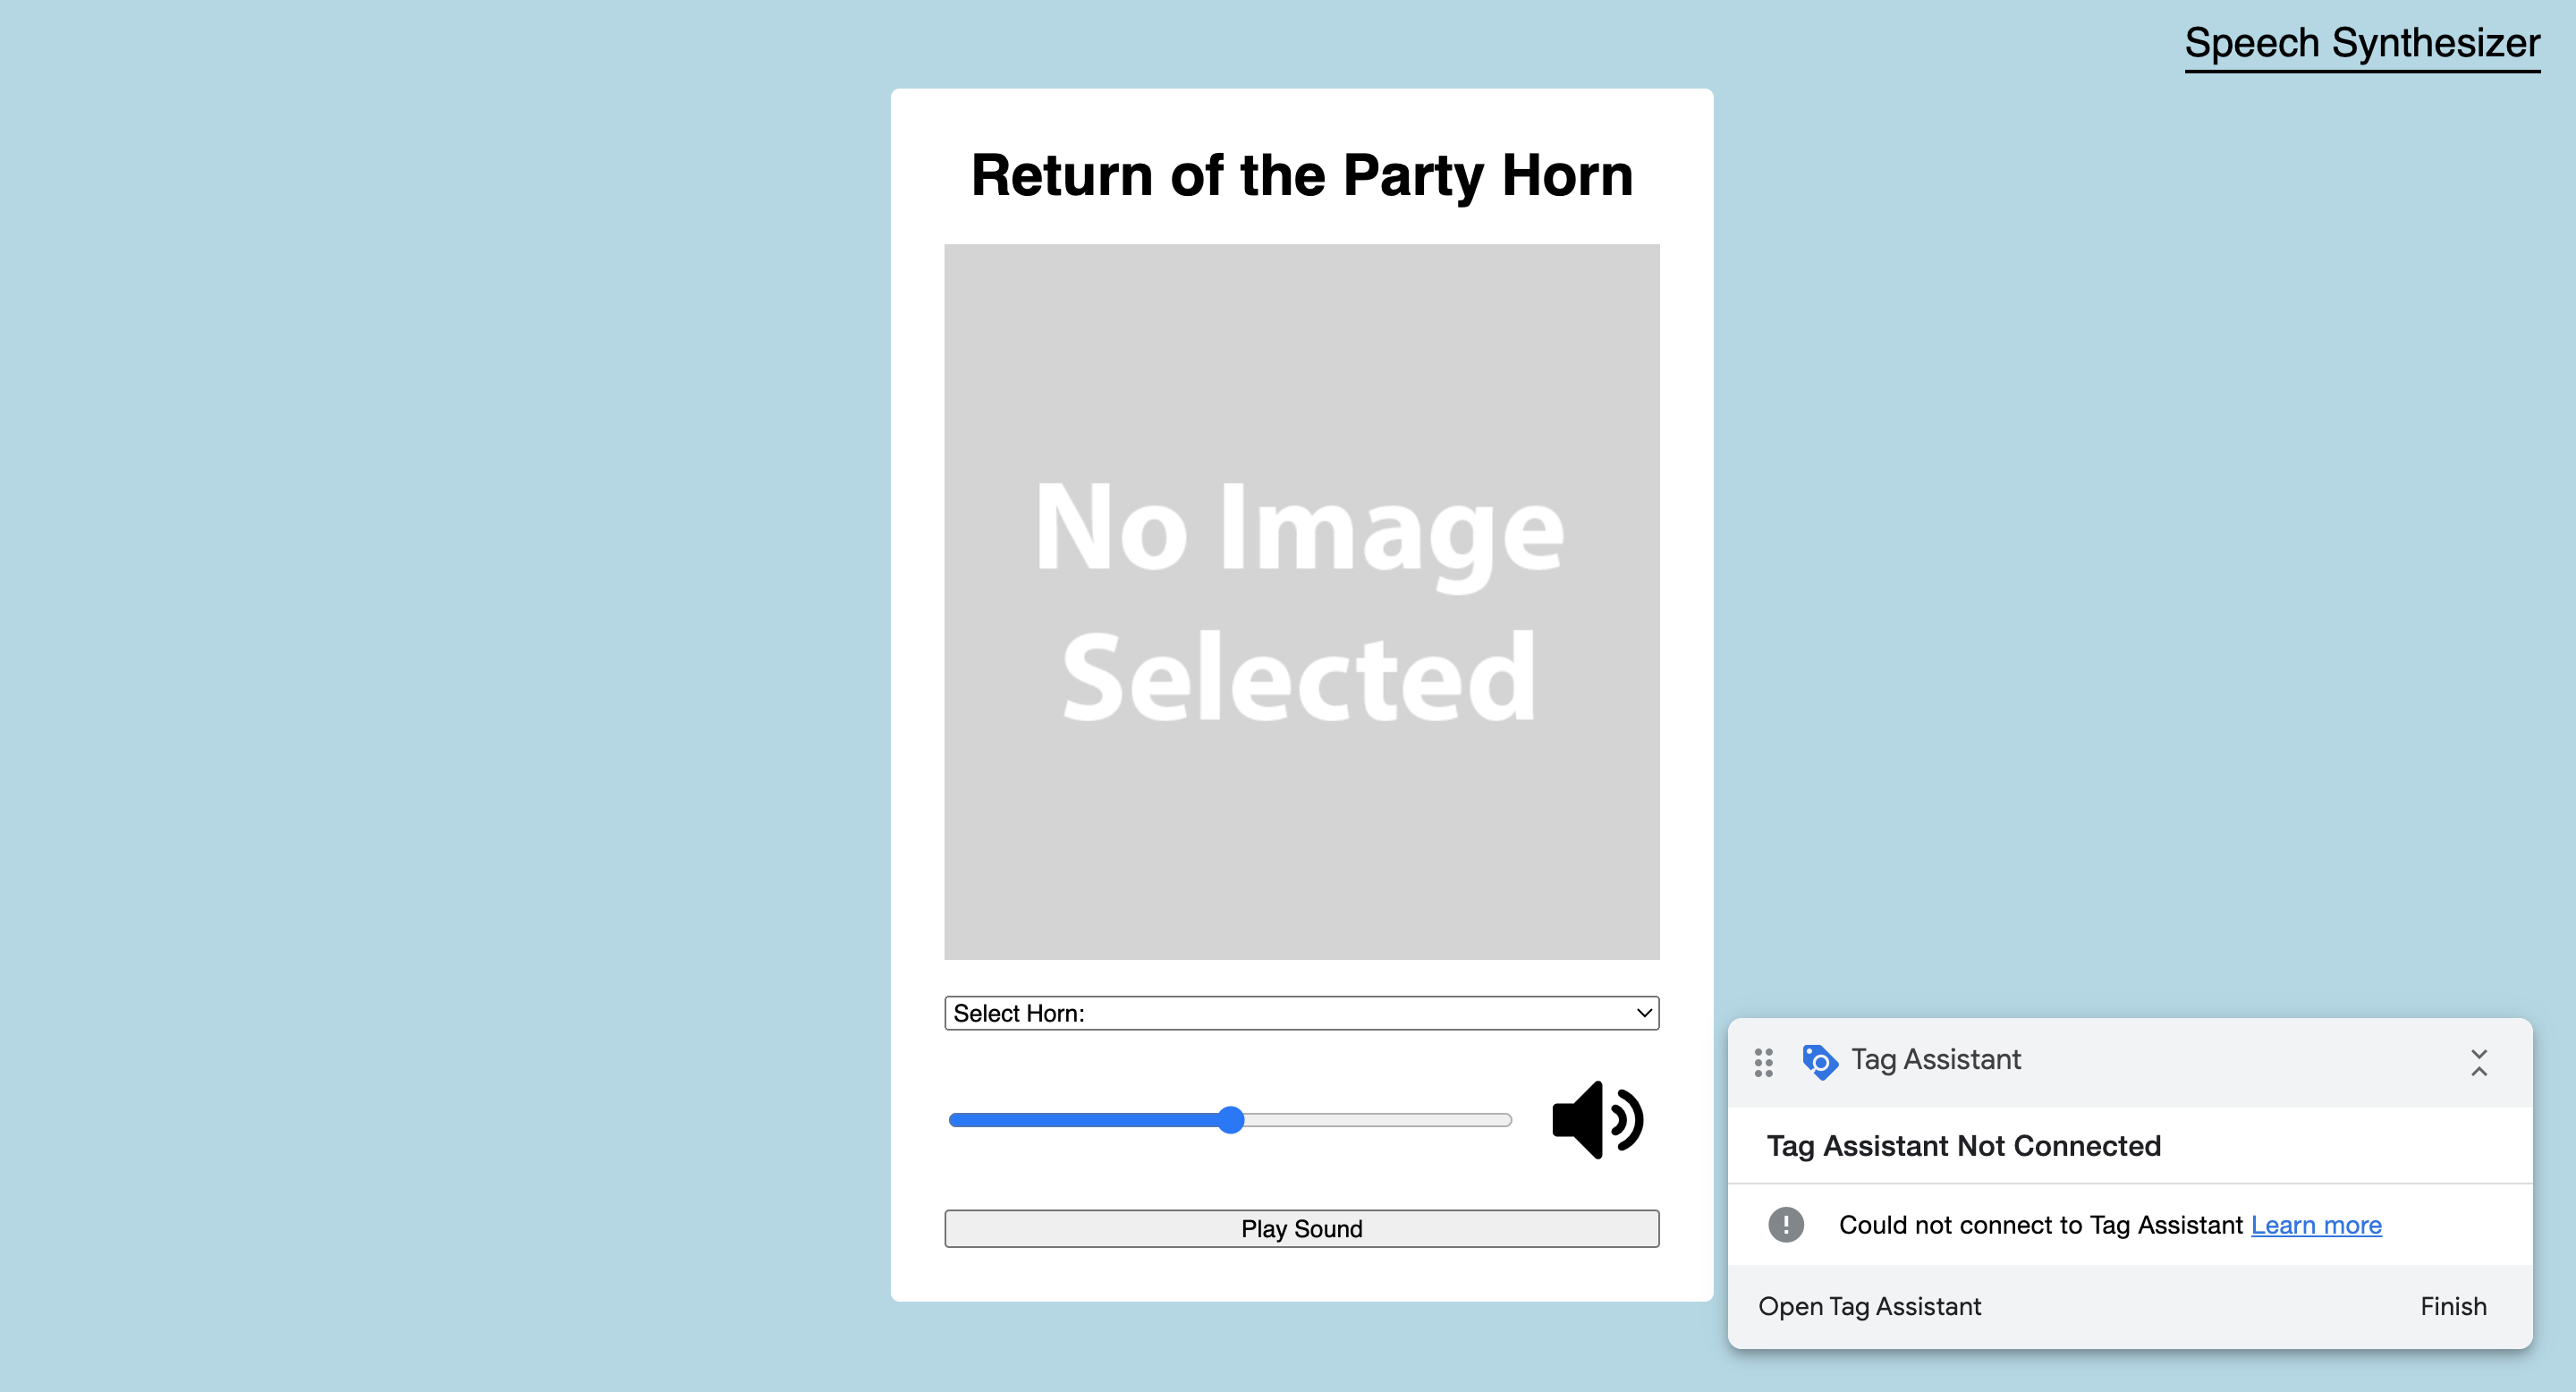 Speech Synthesizer
Return of the Party Horn
No Image
Selected
Select Horn:
Play Sound
Tag Assistant
Tag Assistant Not Connected
Could not connect to Tag Assistant Learn more
Open Tag Assistant Finish